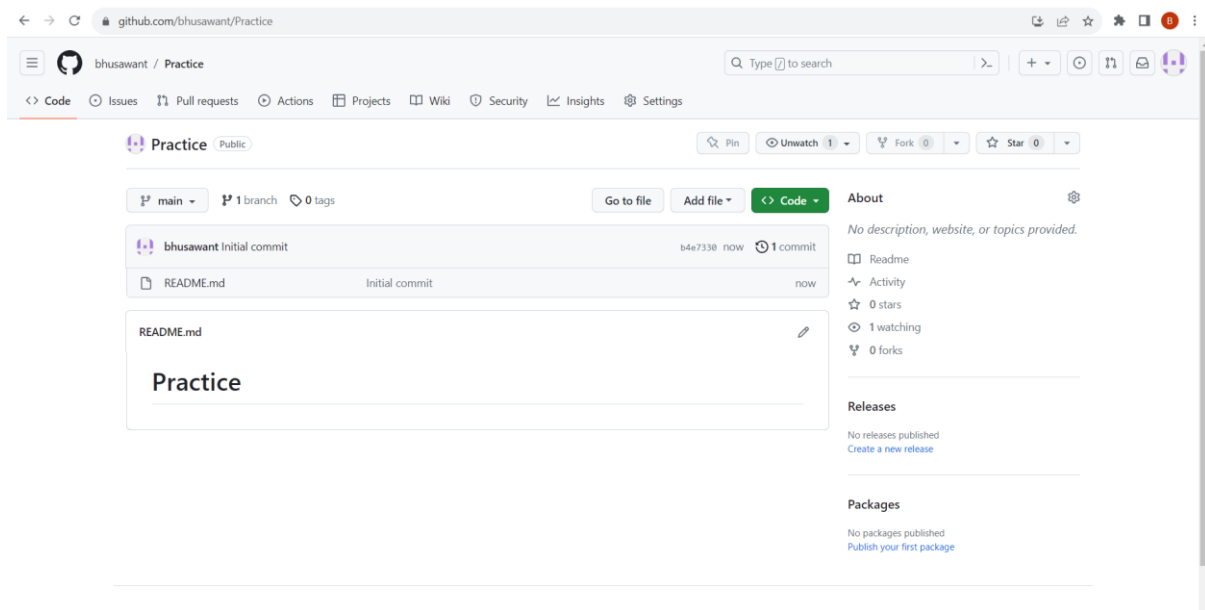 github.com/bhusawant/Practice
B
bhusawant / Practice
Type / to search
Code Issues Pull requests Actions Projects Wiki Security Insights Settings
Practice Public
Pin Unwatch 1 Fork 0 Star 0
main 1 branch 0 tags
Go to file Add file Code
bhusawant Initial commit b4e7330 now 1 commit
README.md Initial commit now
README.md
Practice
About
No description, website, or topics provided.
Readme
Activity
0 stars
1 watching
0 forks
Releases
No releases published
Create a new release
Packages
No packages published
Publish your first package